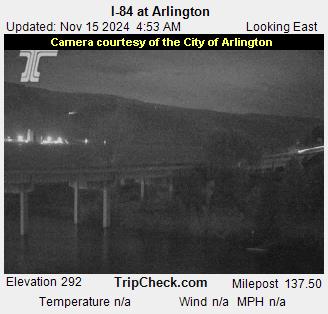 I-84 at Arlington
Updated: Nov 15 2024 4:53 AM Looking East
Camera courtesy of the City of Arlington
Elevation 292 TripCheck.com Milepost 137.50
Temperature n/a Wind n/a MPH n/a